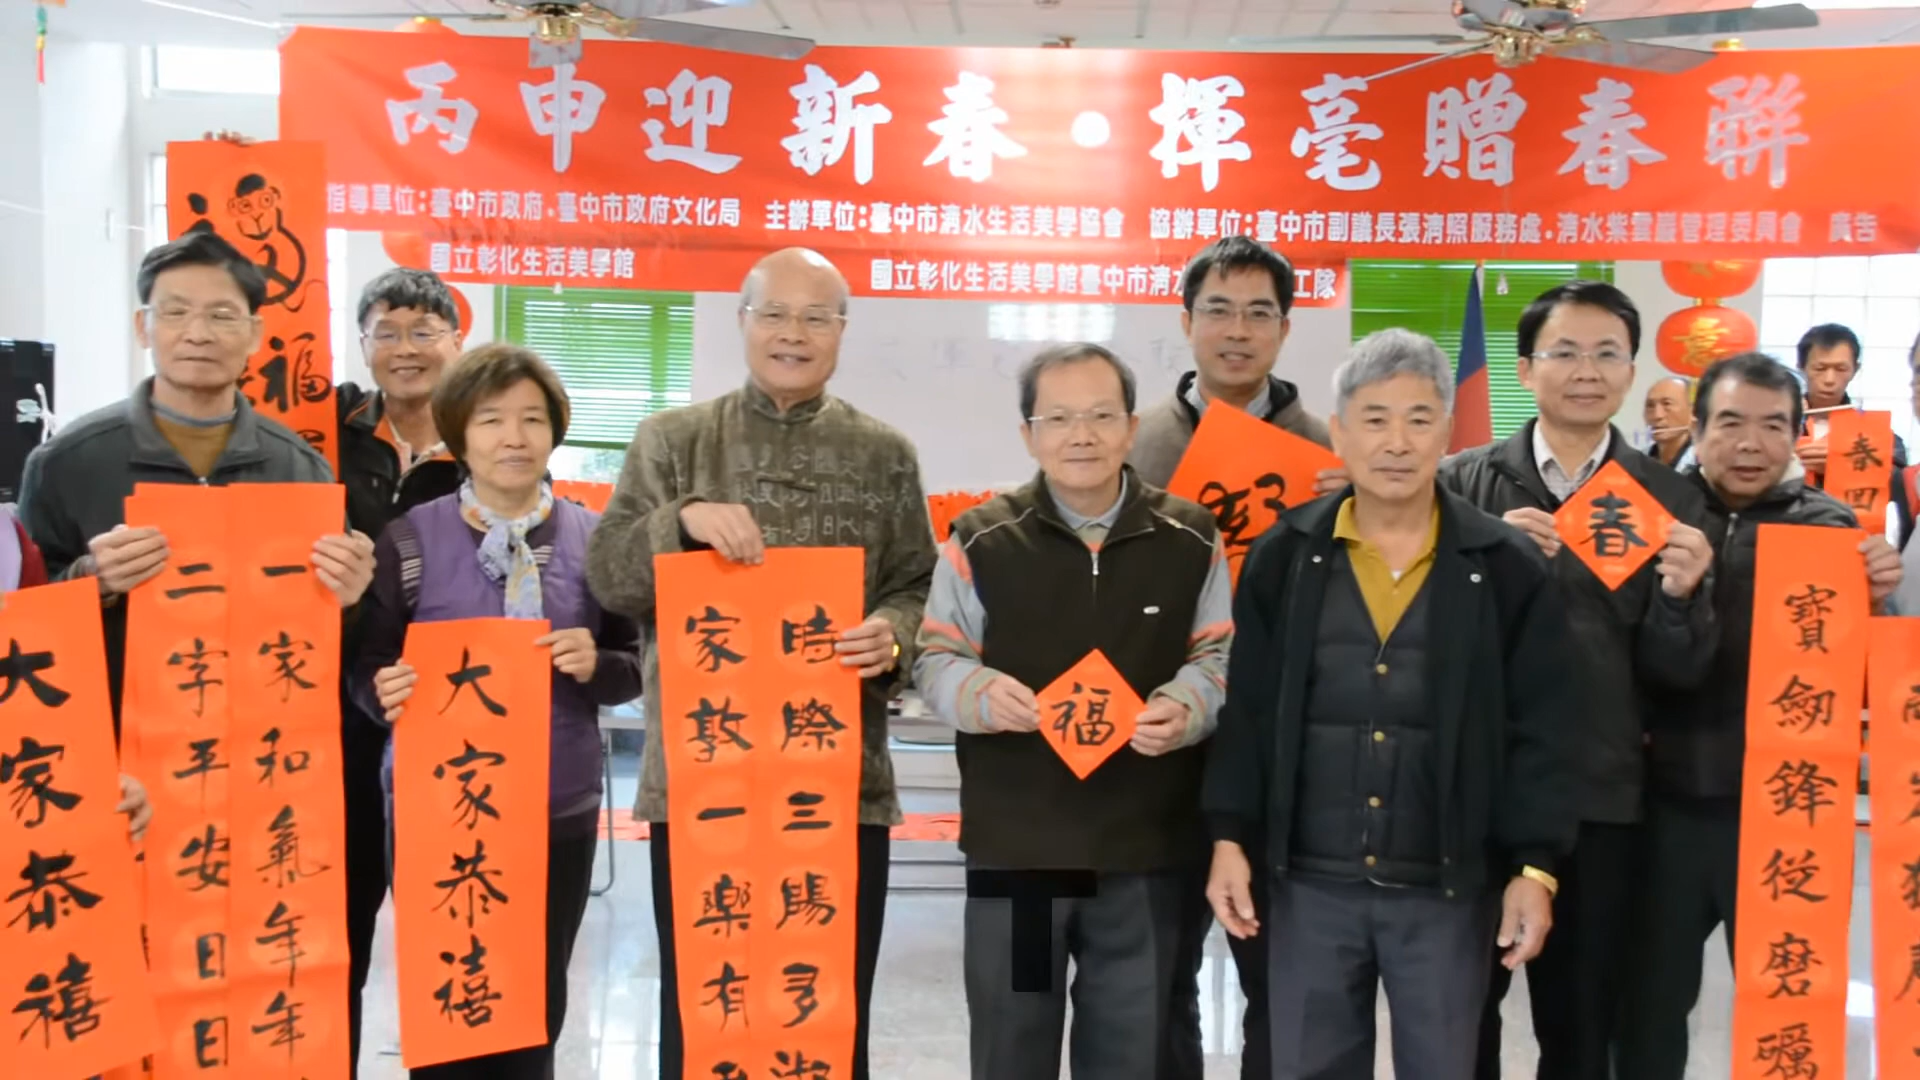 丙申迎新春·揮毫贈春聯
指導單位:臺中市政府.臺中市政府文化局 主辦單位:臺中市清水生活美學協會 協辦單位:臺中市副議長張清照服務處.清水紫雲巖管理委員會 廣告
國立彰化生活美學館
國立彰化生活美學館臺中市清水 工隊
福
春
福
春回
大家恭禧
一家和氣年年
二字平安日日
大家恭禧
時際三陽多淑
家敦一樂有
寶劍鋒從磨礪
T